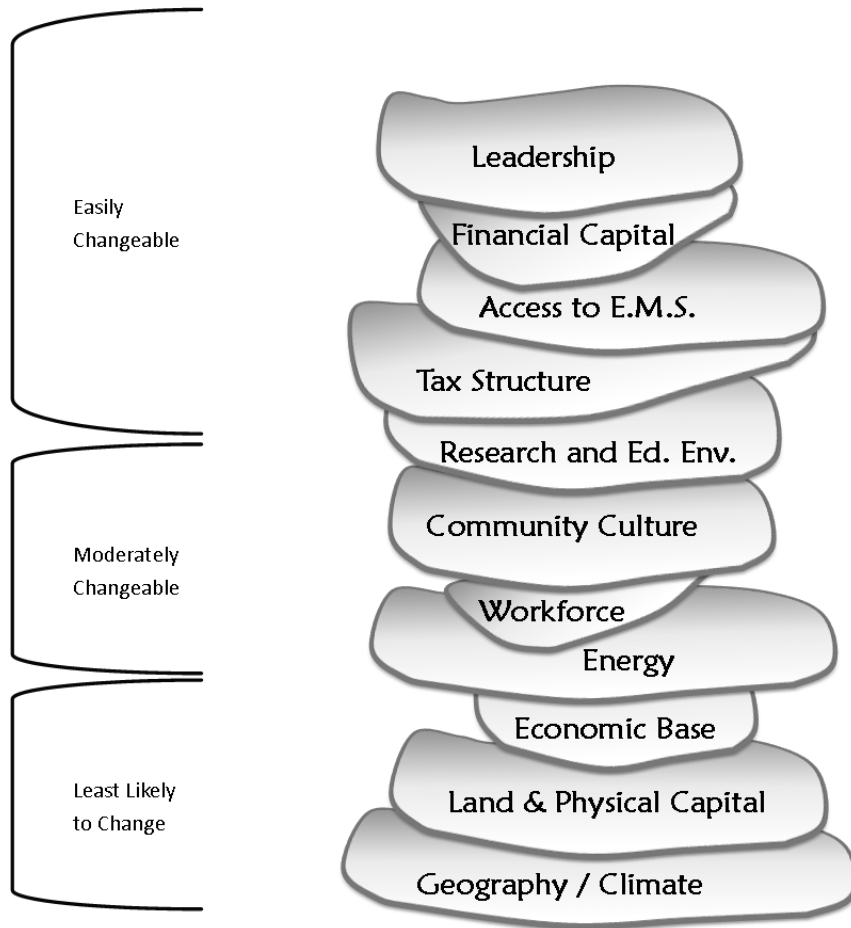 Easily
Changeable
Leadership
Financial Capital
Access to E.M.S.
Tax Structure
Research and Ed. Env.
Moderately
Changeable
Community Culture
Workforce
Energy
Least Likely
to Change
Economic Base
Land & Physical Capital
Geography / Climate